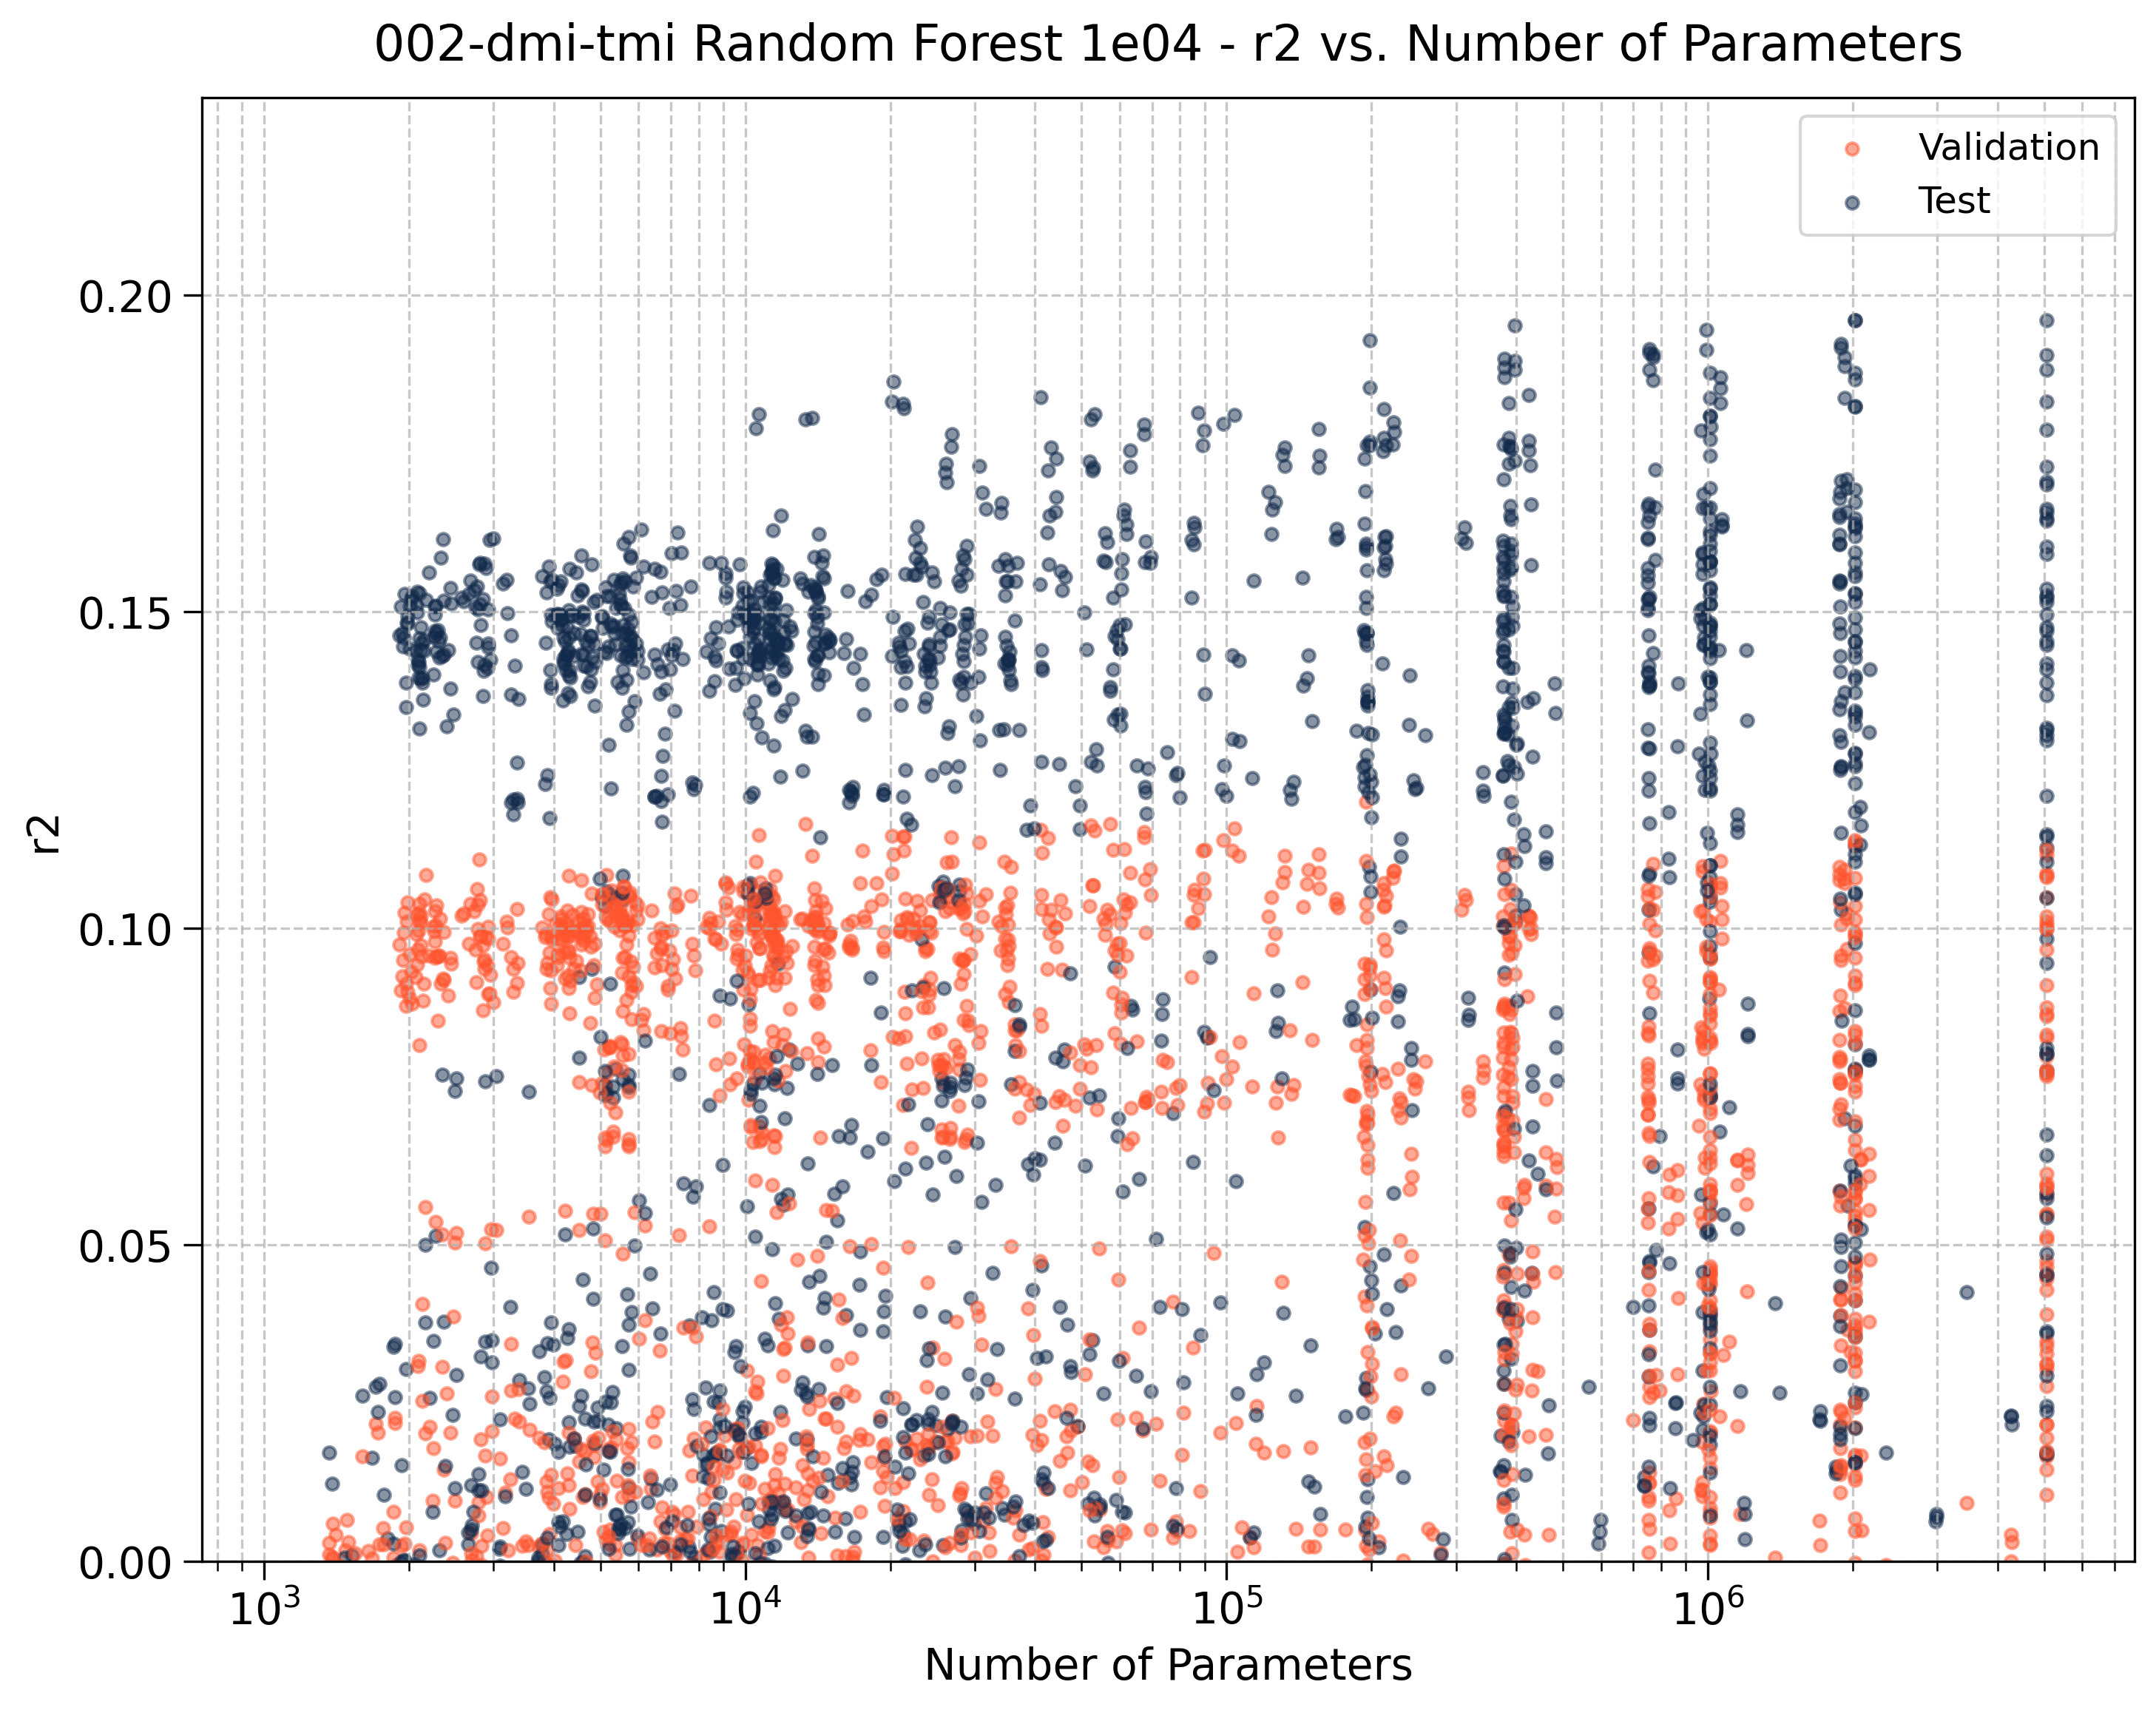 002-dmi-tmi Random Forest 1e04 - r2 vs. Number of Parameters
Validation
Test
0.20
0.15
0.10
0.05
0.00
r2
10³ 10⁴ 10⁵ 10⁶
Number of Parameters